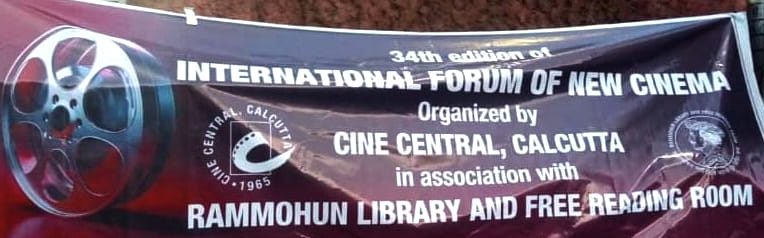 34th edition of
INTERNATIONAL FORUM OF NEW CINEMA
Organized by
CINE CENTRAL, CALCUTTA
in association with
RAMMOHUN LIBRARY AND FREE READING ROOM
CINE CENTRAL, CALCUTTA
• 1965 •